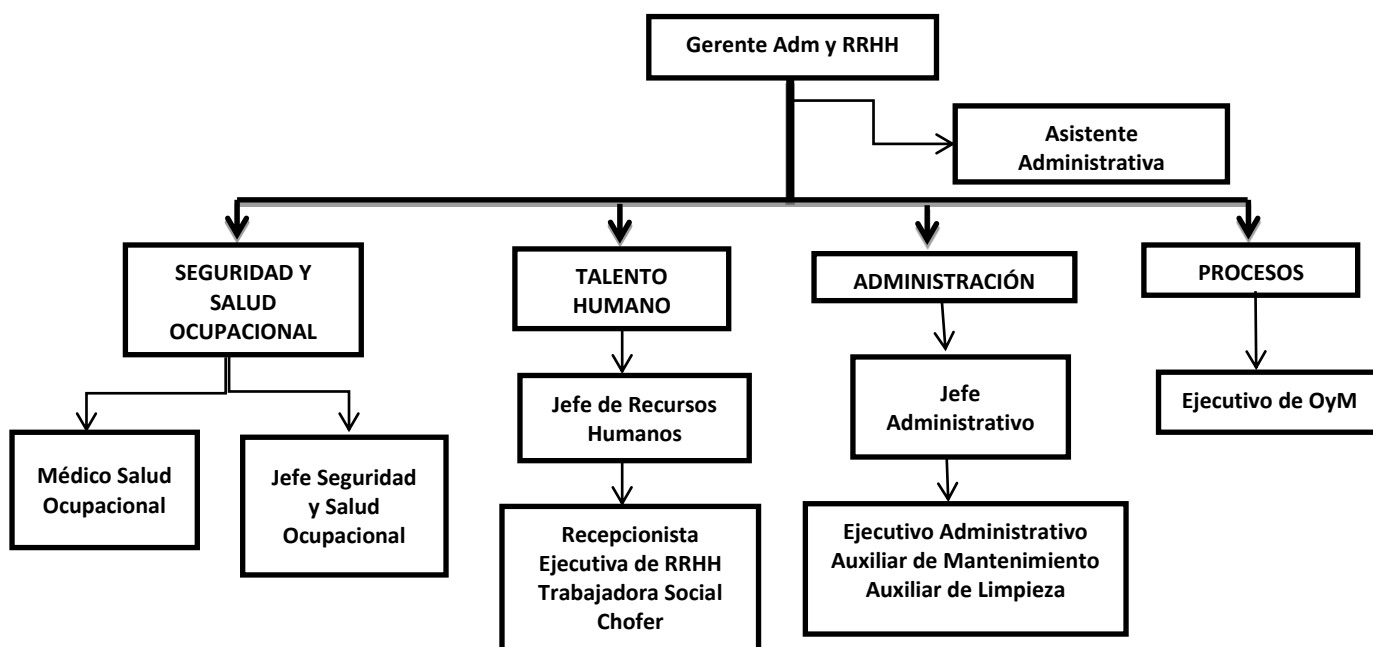 Gerente Adm y RRHH
Asistente
Administrativa
SEGURIDAD Y
SALUD
OCUPACIONAL
TALENTO
HUMANO
ADMINISTRACIÓN
PROCESOS
Médico Salud
Ocupacional
Jefe Seguridad
y Salud
Ocupacional
Jefe de Recursos
Humanos
Jefe
Administrativo
Ejecutivo de OyM
Recepcionista
Ejecutiva de RRHH
Trabajadora Social
Chofer
Ejecutivo Administrativo
Auxiliar de Mantenimiento
Auxiliar de Limpieza